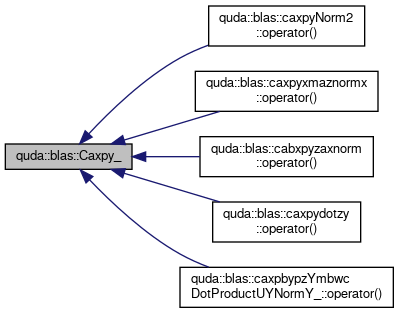 quda::blas::Caxpy_
quda::blas::caxpyNorm2
::operator()
quda::blas::caxpyxmaznormx
::operator()
quda::blas::cabxpyzaxnorm
::operator()
quda::blas::caxpydotzy
::operator()
quda::blas::caxpbypzYmbwc
DotProductUYNormY_::operator()